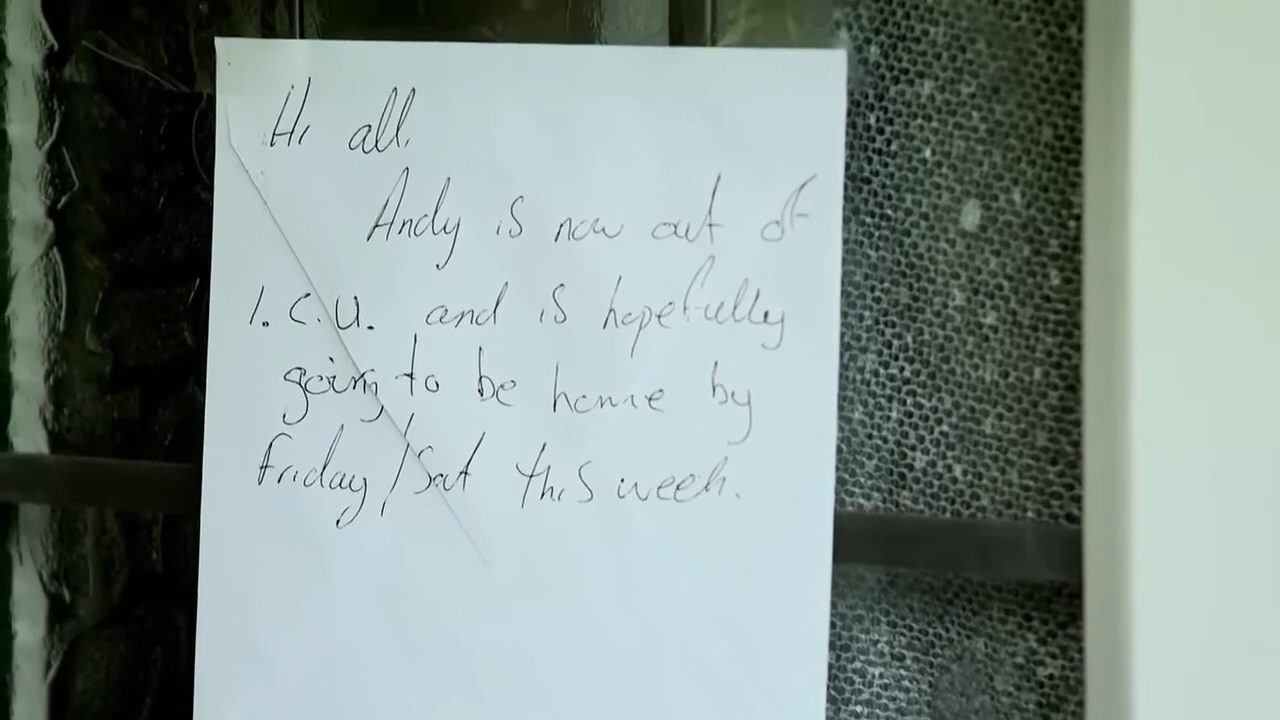 Hi all.
Andy is now out of
I.C.U. and is hopefully
going to be home by
friday/Sat this week.